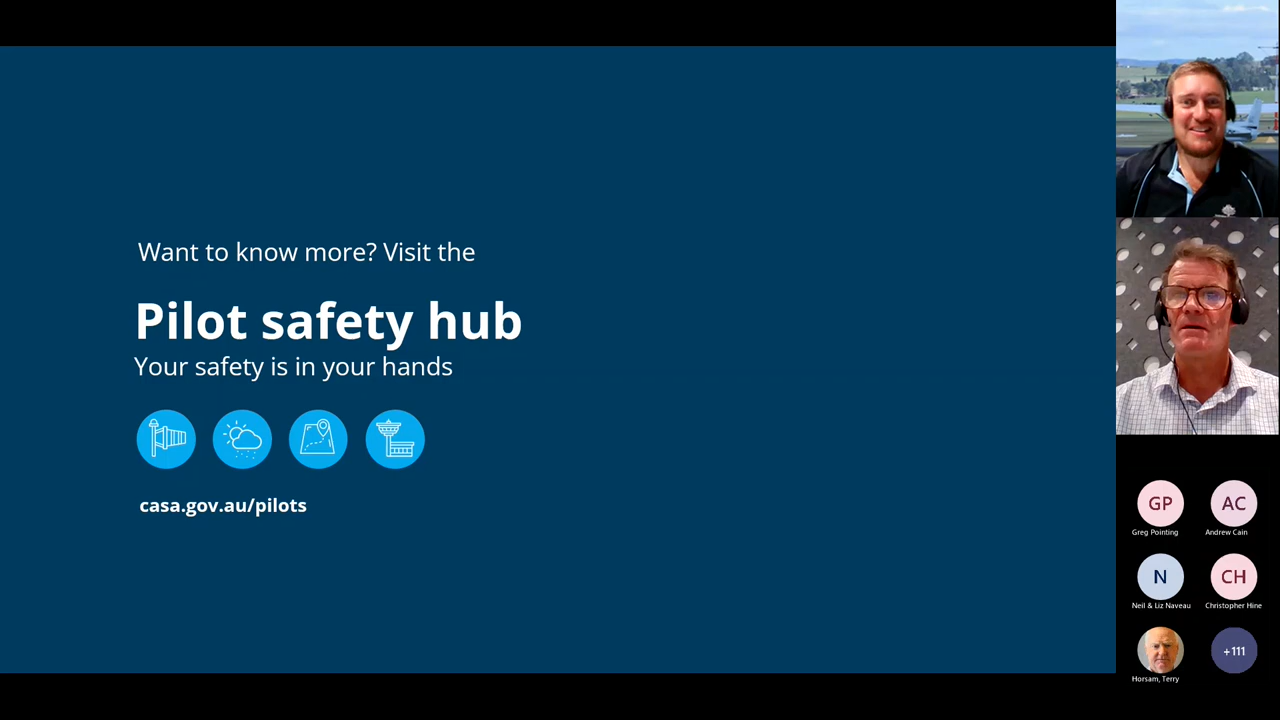 Want to know more? Visit the
Pilot safety hub
Your safety is in your hands
casa.gov.au/pilots
GP
AC
Greg Pointing
Andrew Cain
N
CH
Neil & Liz Naveau
Christopher Hine
+111
Horsam, Terry